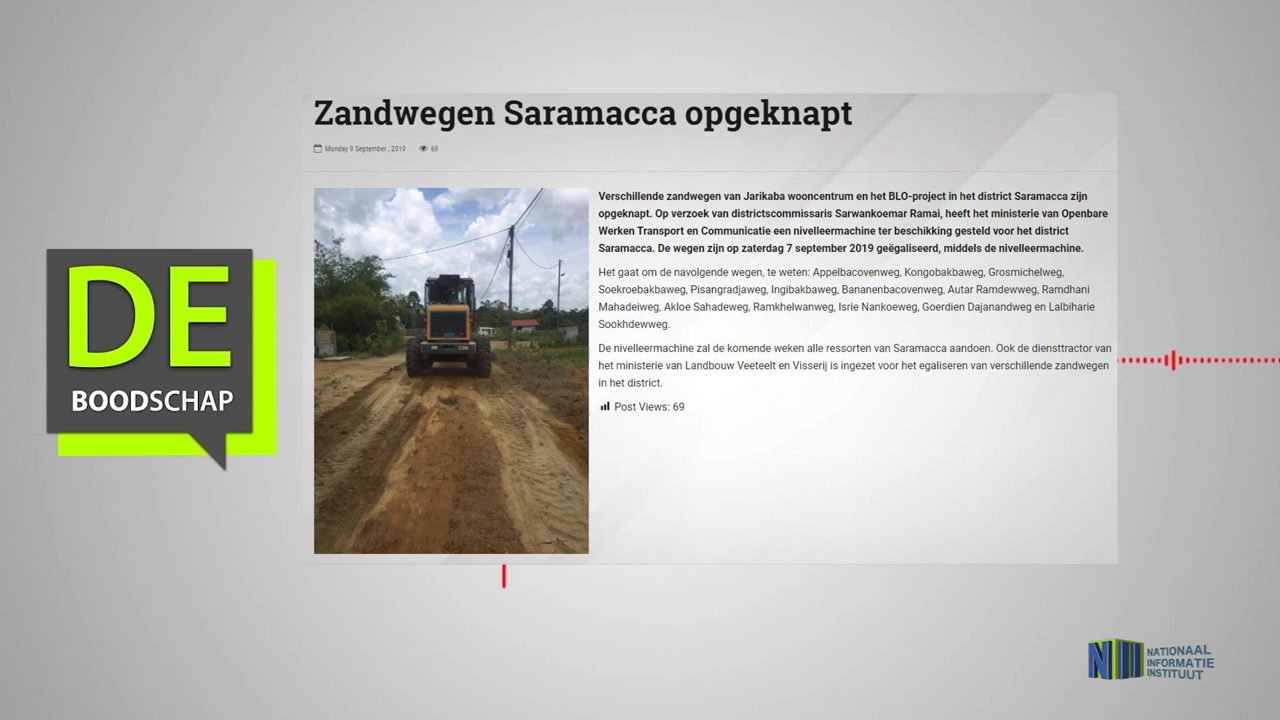 Zandwegen Saramacca opgeknapt
Monday 9 September , 2019 69
Verschillende zandwegen van Jarikaba wooncentrum en het BLO-project in het district Saramacca zijn
opgeknapt. Op verzoek van districtscommissaris Sarwankoemar Ramai, heeft het ministerie van Openbare
Werken Transport en Communicatie een nivelleermachine ter beschikking gesteld voor het district
Saramacca. De wegen zijn op zaterdag 7 september 2019 geëgaliseerd, middels de nivelleermachine.
Het gaat om de navolgende wegen, te weten: Appelbacovenweg, Kongobakbaweg, Grosmichelweg,
Soekroebakbaweg, Pisangradjaweg, Ingibakbaweg, Bananenbacovenweg, Autar Ramdewweg, Ramdhani
Mahadeiweg, Akloe Sahadeweg, Ramkhelwanweg, Isrie Nankoeweg, Goerdien Dajanandweg en Lalbiharie
Sookhdewweg.
De nivelleermachine zal de komende weken alle ressorten van Saramacca aandoen. Ook de diensttractor van
het ministerie van Landbouw Veeteelt en Visserij is ingezet voor het egaliseren van verschillende zandwegen
in het district.
Post Views: 69
DE
BOODSCHAP
NII NATIONAAL
INFORMATIE
INSTITUUT